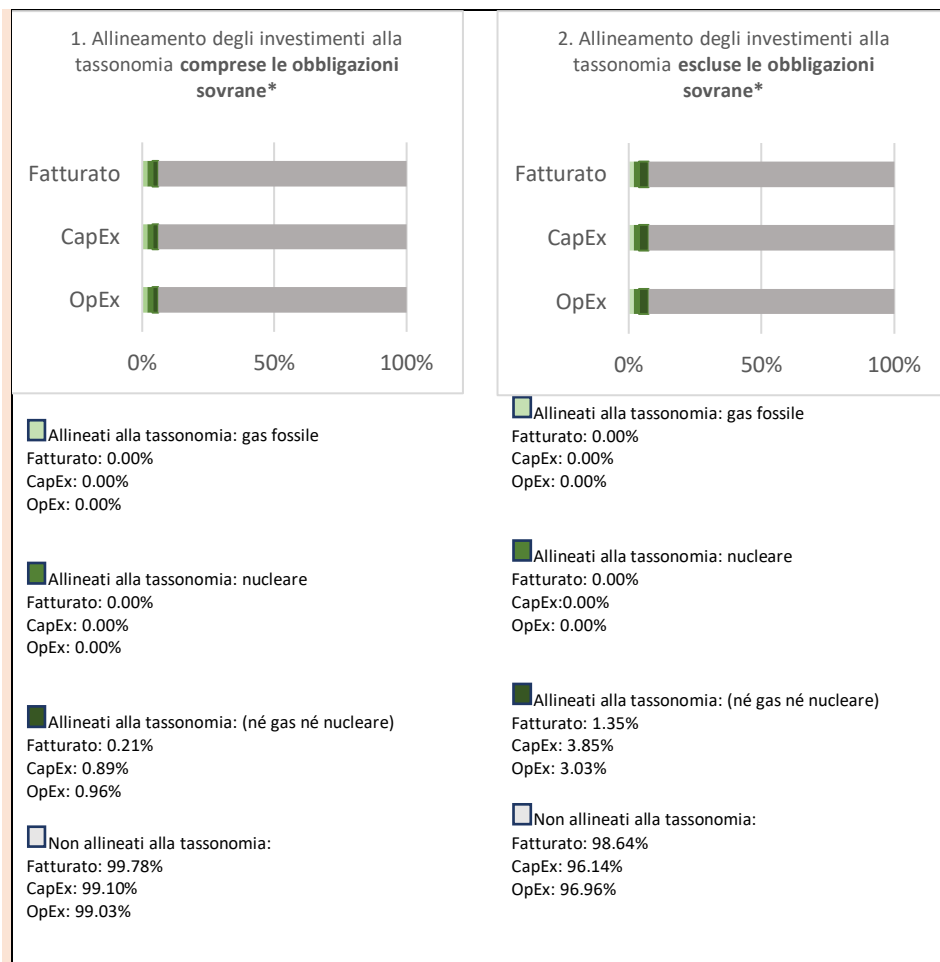 1. Allineamento degli investimenti alla
tassonomia comprese le obbligazioni
sovrane*
Fatturato
CapEx
OpEx
0%
50%
100%
Allineati alla tassonomia: gas fossile
Fatturato: 0.00%
CapEx: 0.00%
OpEx: 0.00%
Allineati alla tassonomia: nucleare
Fatturato: 0.00%
CapEx: 0.00%
OpEx: 0.00%
Allineati alla tassonomia: (né gas né nucleare)
Fatturato: 0.21%
CapEx: 0.89%
OpEx: 0.96%
Non allineati alla tassonomia:
Fatturato: 99.78%
CapEx: 99.10%
OpEx: 99.03%
2. Allineamento degli investimenti alla
tassonomia escluse le obbligazioni
sovrane*
Fatturato
CapEx
OpEx
0%
50%
100%
Allineati alla tassonomia: gas fossile
Fatturato: 0.00%
CapEx: 0.00%
OpEx: 0.00%
Allineati alla tassonomia: nucleare
Fatturato: 0.00%
CapEx:0.00%
OpEx: 0.00%
Allineati alla tassonomia: (né gas né nucleare)
Fatturato: 1.35%
CapEx: 3.85%
OpEx: 3.03%
Non allineati alla tassonomia:
Fatturato: 98.64%
CapEx: 96.14%
OpEx: 96.96%